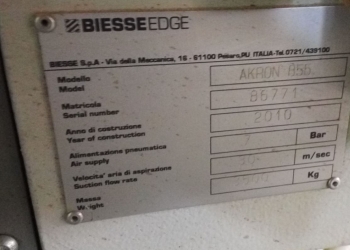 BIESSEEDGE
BIESSE S.p.A - Via della Meccanica, 16 - 61100 Pesaro,PU ITALIA-Tel.0721/439100
Modello
Model
AKRON 855
Matricola
Serial number
86771
Anno di costruzione
Year of construction
2010
Alimentazione pneumatica
Air supply
Bar
Velocita' aria di aspirazione
Suction flow rate
m/sec
Massa
Weight
Kg